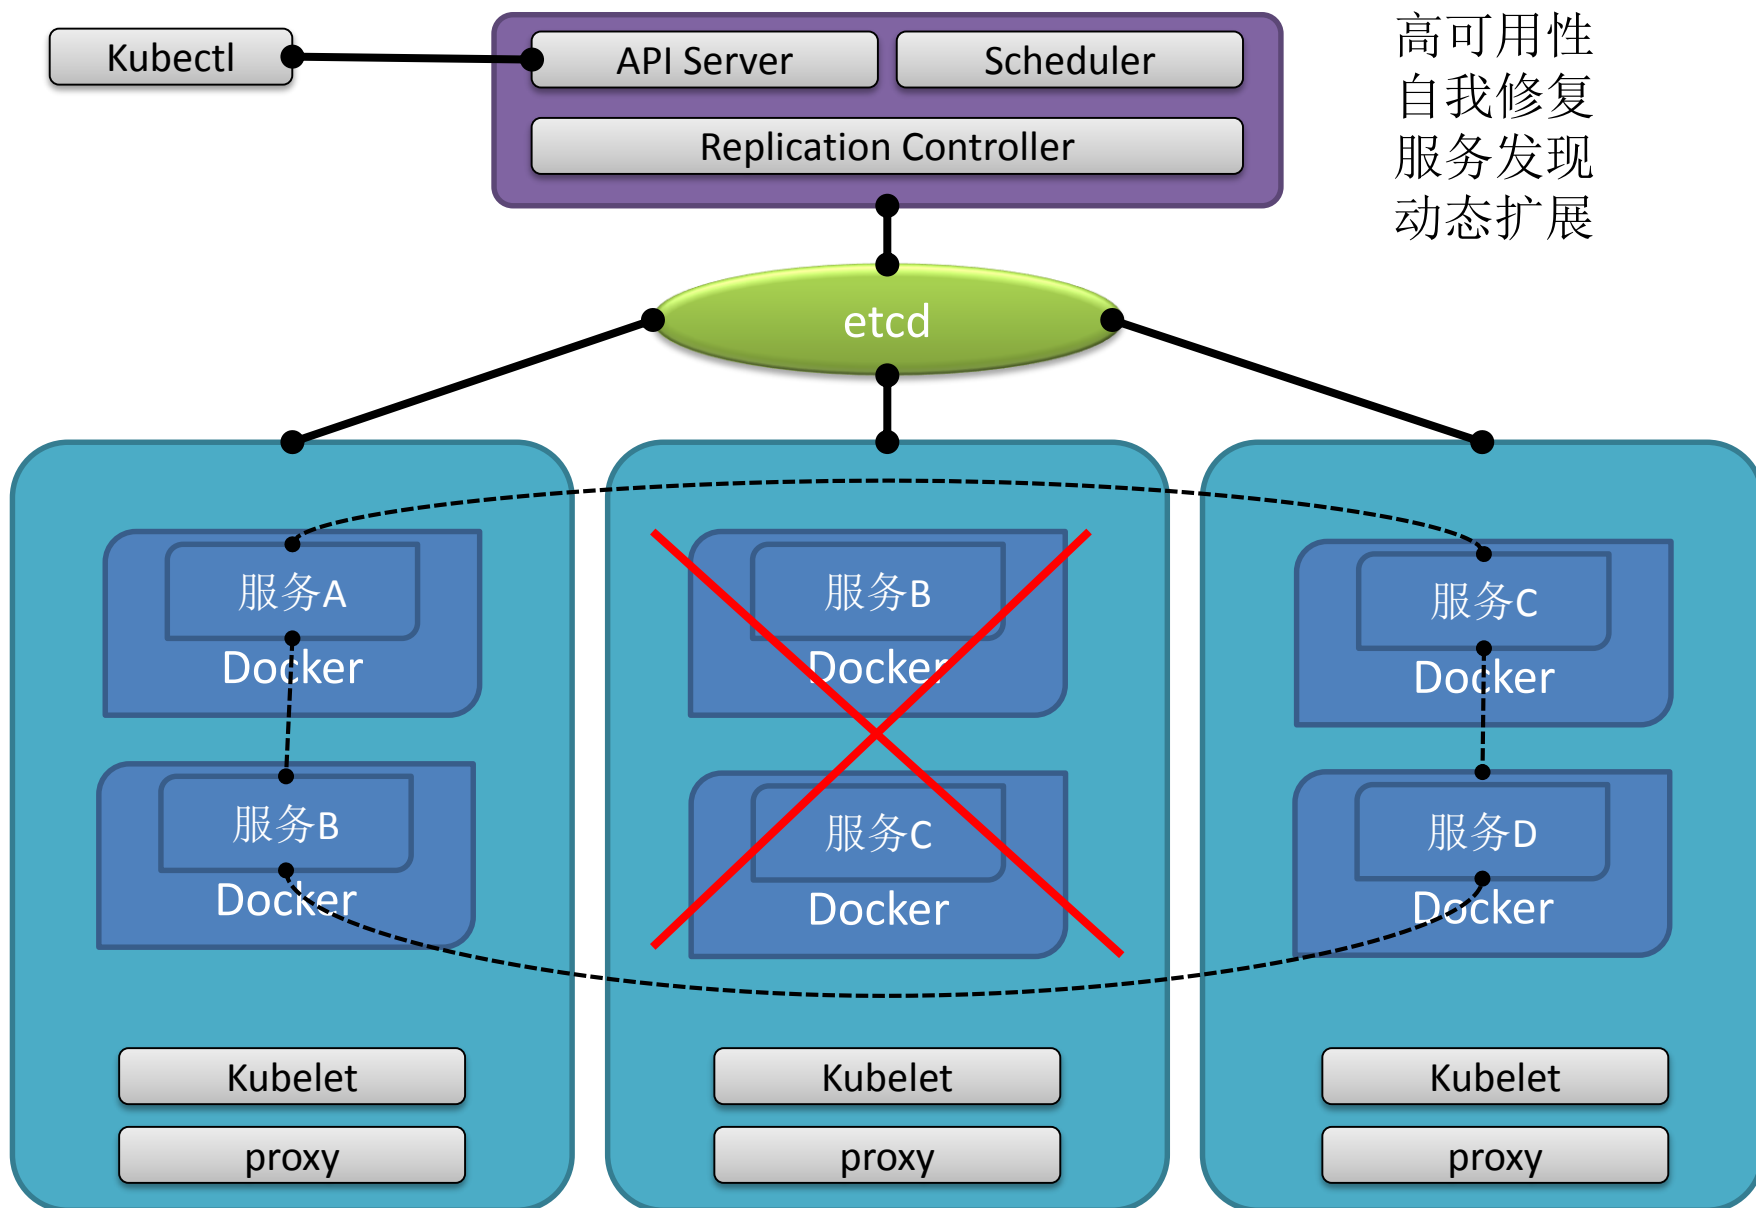 Kubectl
API Server
Scheduler
Replication Controller
高可用性
自我修复
服务发现
动态扩展
etcd
服务A
Docker
服务B
Docker
Kubelet
proxy
服务B
Docker
服务C
Docker
Kubelet
proxy
服务C
Docker
服务D
Docker
Kubelet
proxy